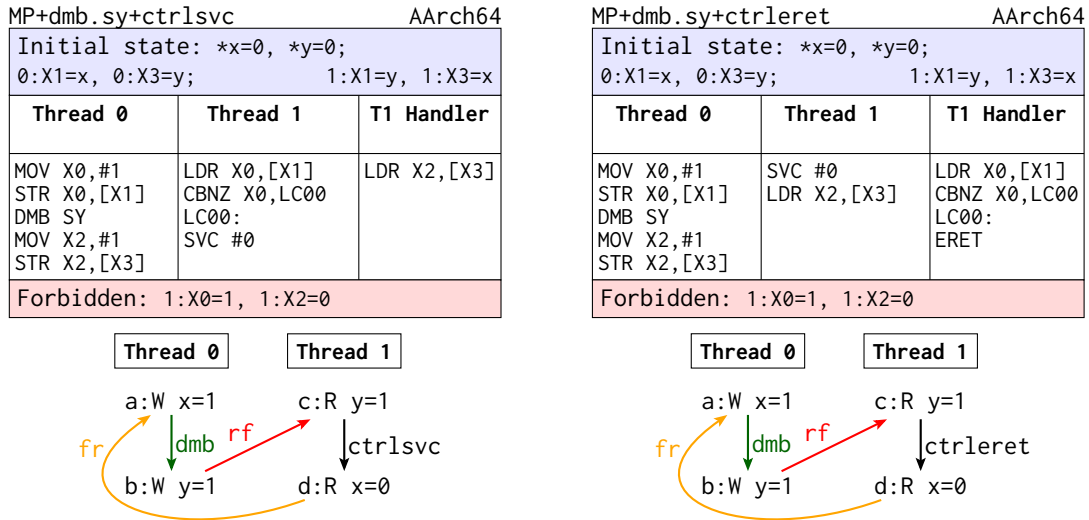 MP+dmb.sy+ctrlsvc AArch64
Initial state: *x=0, *y=0;
0:X1=x, 0:X3=y; 1:X1=y, 1:X3=x
Thread 0 Thread 1 T1 Handler
MOV X0,#1 LDR X0,[X1] LDR X2,[X3]
STR X0,[X1] CBNZ X0,LC00
DMB SY LC00:
MOV X2,#1 SVC #0
STR X2,[X3]
Forbidden: 1:X0=1, 1:X2=0
Thread 0 Thread 1
a:W x=1 c:R y=1
fr dmb rf ctrlsvc
b:W y=1 d:R x=0
MP+dmb.sy+ctrleret AArch64
Initial state: *x=0, *y=0;
0:X1=x, 0:X3=y; 1:X1=y, 1:X3=x
Thread 0 Thread 1 T1 Handler
MOV X0,#1 SVC #0 LDR X0,[X1]
STR X0,[X1] LDR X2,[X3] CBNZ X0,LC00
DMB SY LC00:
MOV X2,#1 ERET
STR X2,[X3]
Forbidden: 1:X0=1, 1:X2=0
Thread 0 Thread 1
a:W x=1 c:R y=1
fr dmb rf ctrleret
b:W y=1 d:R x=0